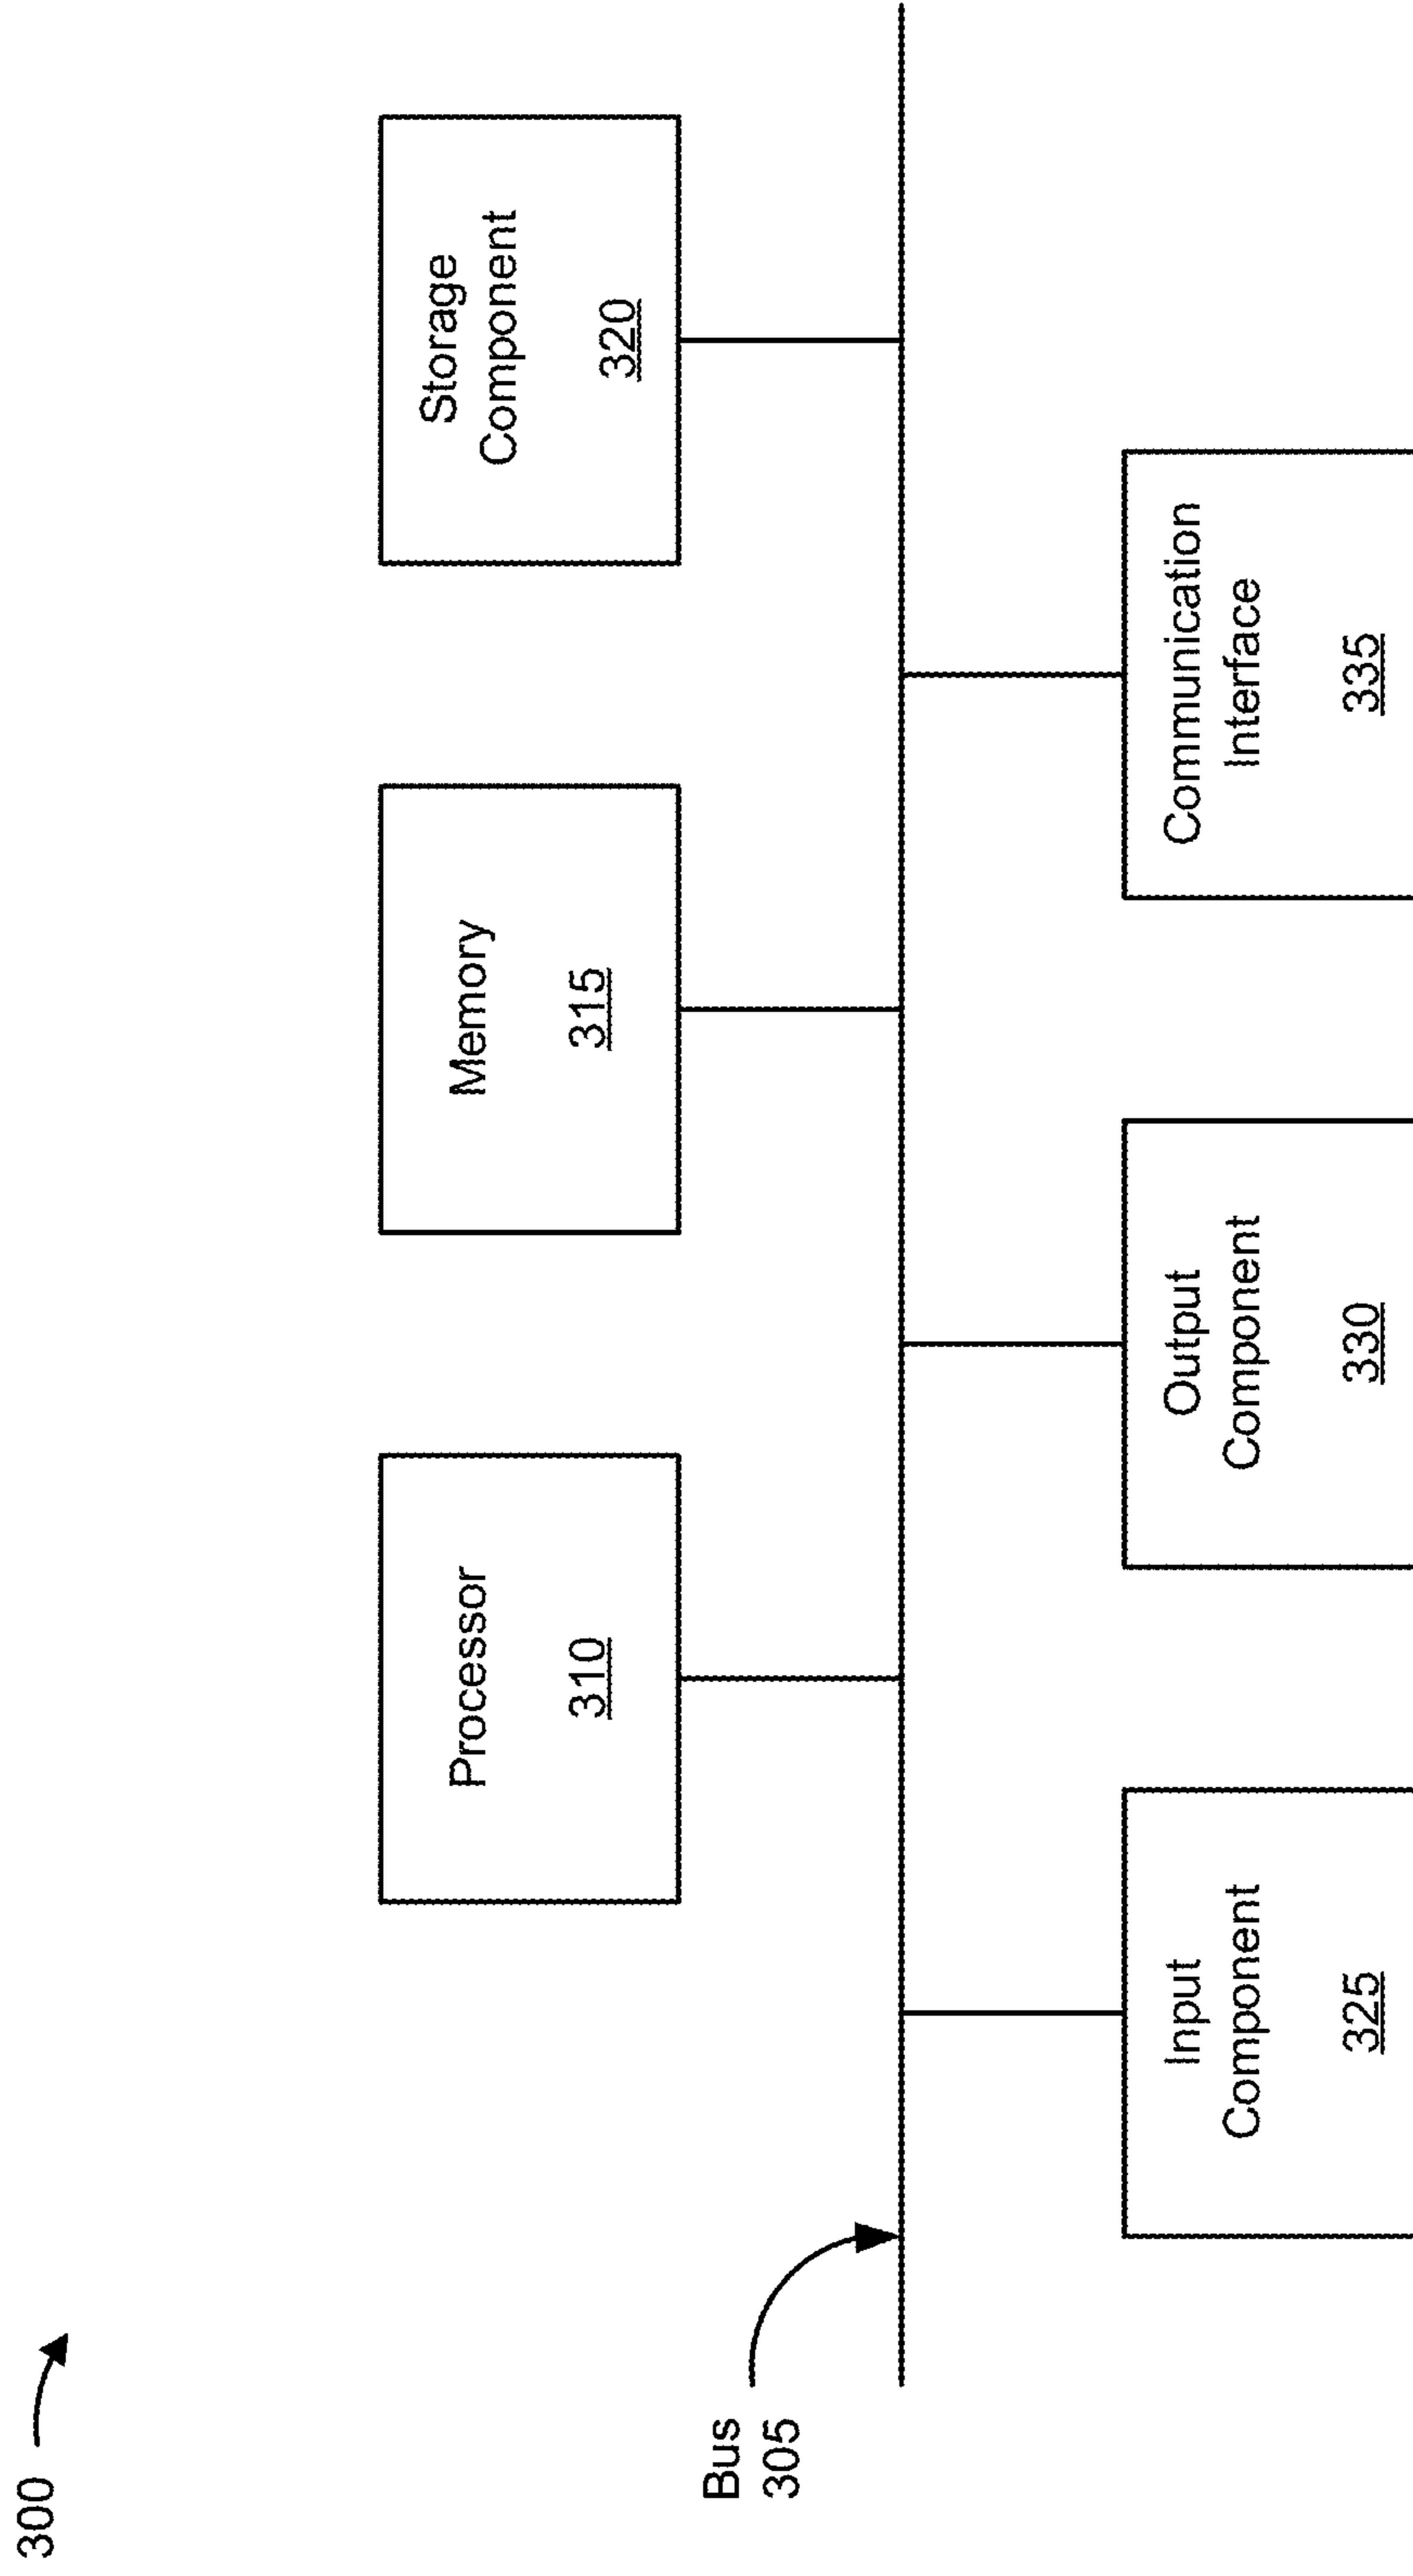 300
Processor
310
Memory
315
Storage
Component
320
Bus
305
Input
Component
325
Output
Component
330
Communication
Interface
335